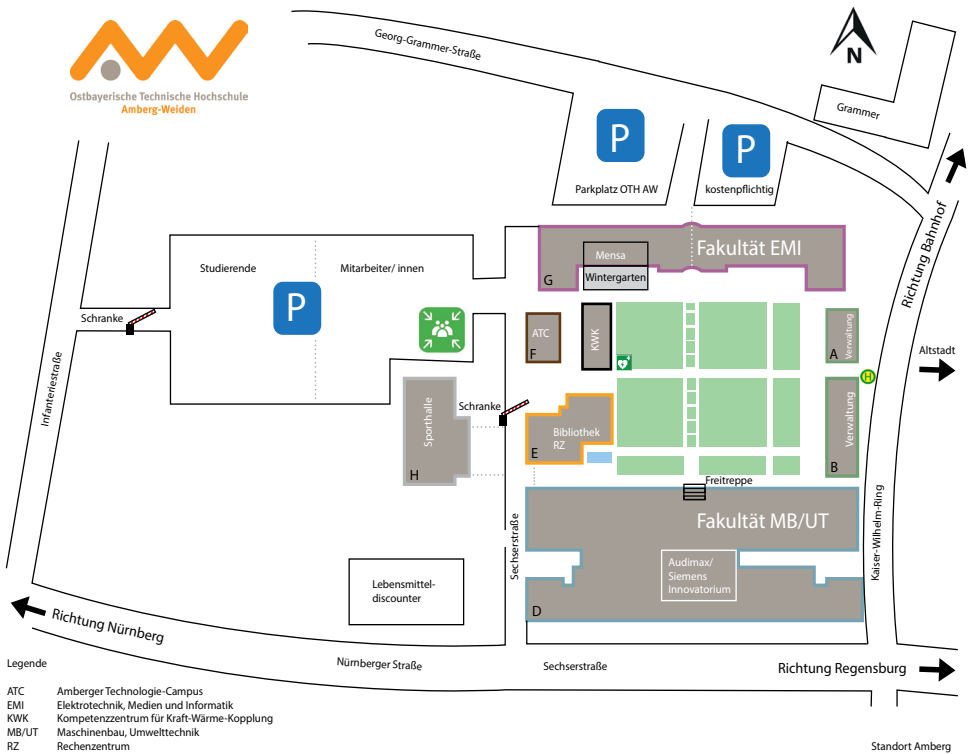 Georg-Grammer-Straße
N
Grammer
Ostbayerische Technische Hochschule
Amberg-Weiden
P
P
Parkplatz OTH AW
kostenpflichtig
Richtung Bahnhof
Fakultät EMI
Mensa
Wintergarten
G
Studierende
Mitarbeiter/ innen
P
Schranke
ATC
F
KWK
Verwaltung
A
Altstadt
H
Infanteriestraße
Sporthalle
H
Schranke
Bibliothek
RZ
E
Verwaltung
B
Freitreppe
Fakultät MB/UT
Kaiser-Wilhelm-Ring
Sechserstraße
Audimax/
Siemens
Innovatorium
D
Lebensmittel-
discounter
Richtung Nürnberg
Nürnberger Straße
Sechserstraße
Richtung Regensburg
Legende
ATC Amberger Technologie-Campus
EMI Elektrotechnik, Medien und Informatik
KWK Kompetenzzentrum für Kraft-Wärme-Kopplung
MB/UT Maschinenbau, Umwelttechnik
RZ Rechenzentrum
Standort Amberg